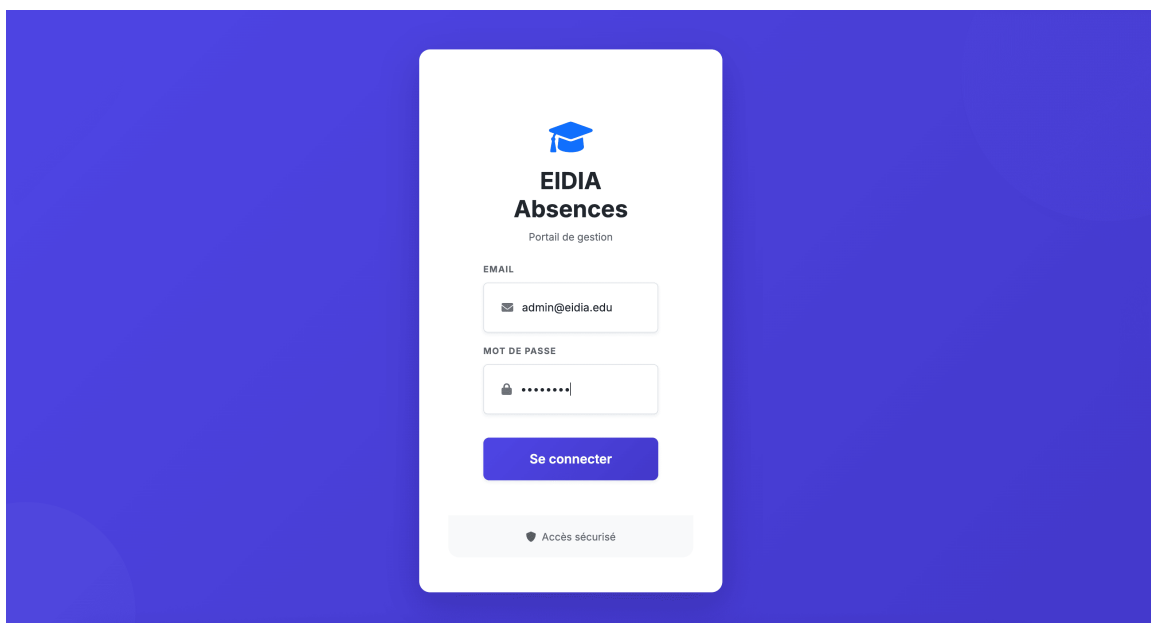 EIDIA
Absences
Portail de gestion
EMAIL
admin@eidia.edu
MOT DE PASSE
••••••••
Se connecter
Accès sécurisé